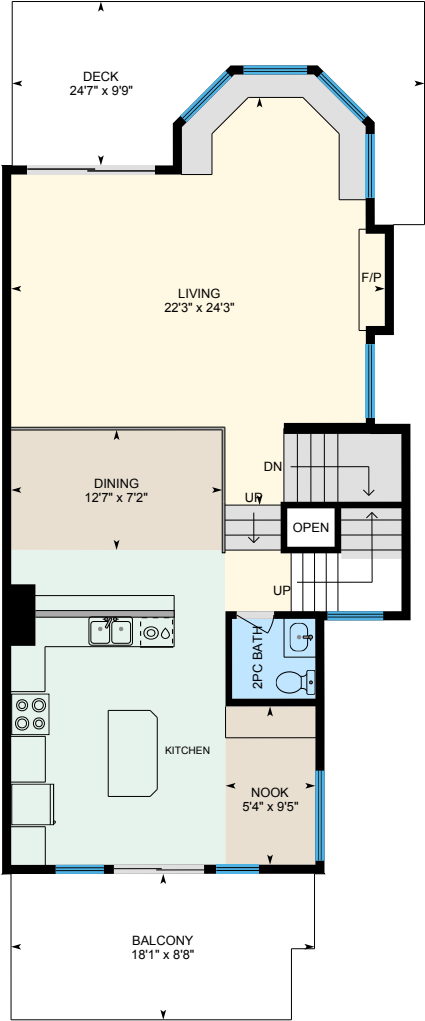 DECK
24'7" x 9'9"
F/P
LIVING
22'3" x 24'3"
DN
DINING
12'7" x 7'2"
UP
OPEN
UP
2PC BATH
KITCHEN
NOOK
5'4" x 9'5"
BALCONY
18'1" x 8'8"